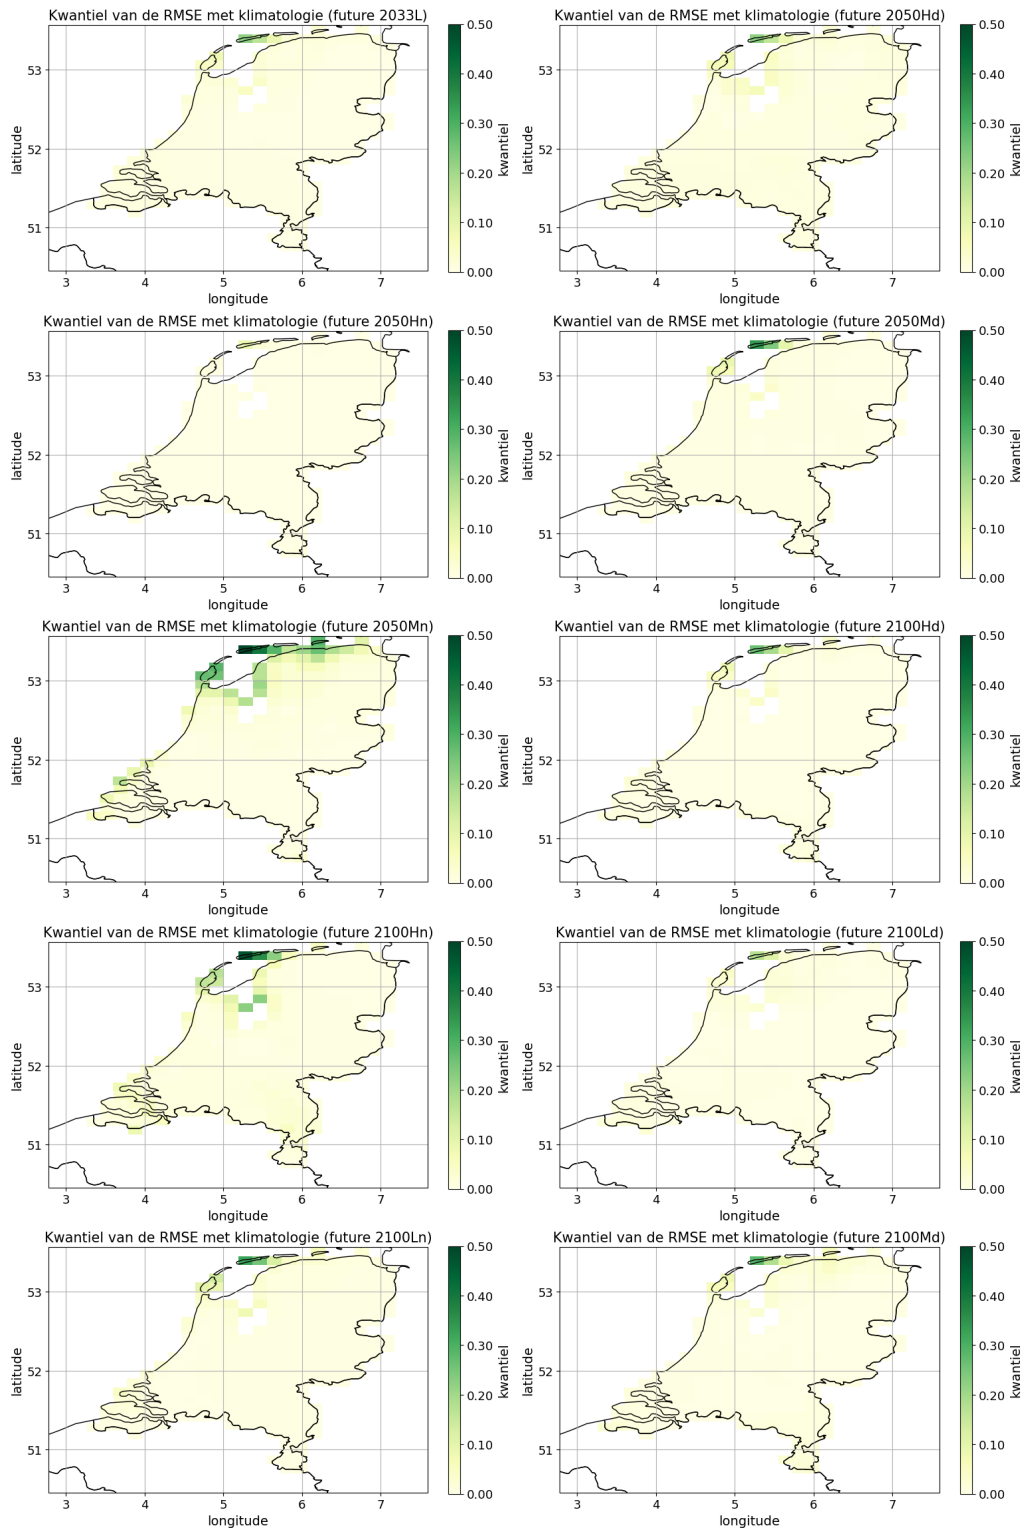 Kwantiel van de RMSE met klimatologie (future 2033L)
0.50
0.40
0.30
0.20
0.10
0.00
kwantiel
53
52
51
latitude
3 4 5 6 7
longitude
Kwantiel van de RMSE met klimatologie (future 2050Hd)
0.50
0.40
0.30
0.20
0.10
0.00
kwantiel
53
52
51
latitude
3 4 5 6 7
longitude
Kwantiel van de RMSE met klimatologie (future 2050Hn)
0.50
0.40
0.30
0.20
0.10
0.00
kwantiel
53
52
51
latitude
3 4 5 6 7
longitude
Kwantiel van de RMSE met klimatologie (future 2050Md)
0.50
0.40
0.30
0.20
0.10
0.00
kwantiel
53
52
51
latitude
3 4 5 6 7
longitude
Kwantiel van de RMSE met klimatologie (future 2050Mn)
0.50
0.40
0.30
0.20
0.10
0.00
kwantiel
53
52
51
latitude
3 4 5 6 7
longitude
Kwantiel van de RMSE met klimatologie (future 2100Hd)
0.50
0.40
0.30
0.20
0.10
0.00
kwantiel
53
52
51
latitude
3 4 5 6 7
longitude
Kwantiel van de RMSE met klimatologie (future 2100Hn)
0.50
0.40
0.30
0.20
0.10
0.00
kwantiel
53
52
51
latitude
3 4 5 6 7
longitude
Kwantiel van de RMSE met klimatologie (future 2100Ld)
0.50
0.40
0.30
0.20
0.10
0.00
kwantiel
53
52
51
latitude
3 4 5 6 7
longitude
Kwantiel van de RMSE met klimatologie (future 2100Ln)
0.50
0.40
0.30
0.20
0.10
0.00
kwantiel
53
52
51
latitude
3 4 5 6 7
longitude
Kwantiel van de RMSE met klimatologie (future 2100Md)
0.50
0.40
0.30
0.20
0.10
0.00
kwantiel
53
52
51
latitude
3 4 5 6 7
longitude